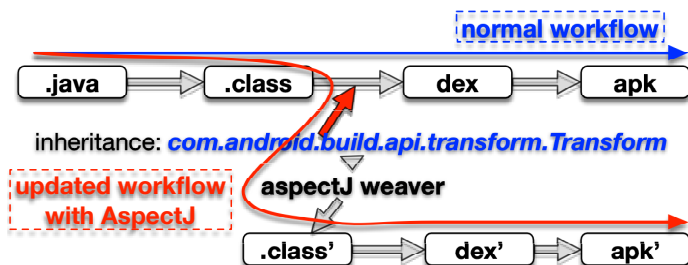 normal workflow
.java .class dex apk
inheritance: com.android.build.api.transform.Transform
updated workflow
with AspectJ
aspectJ weaver
.class' dex' apk'